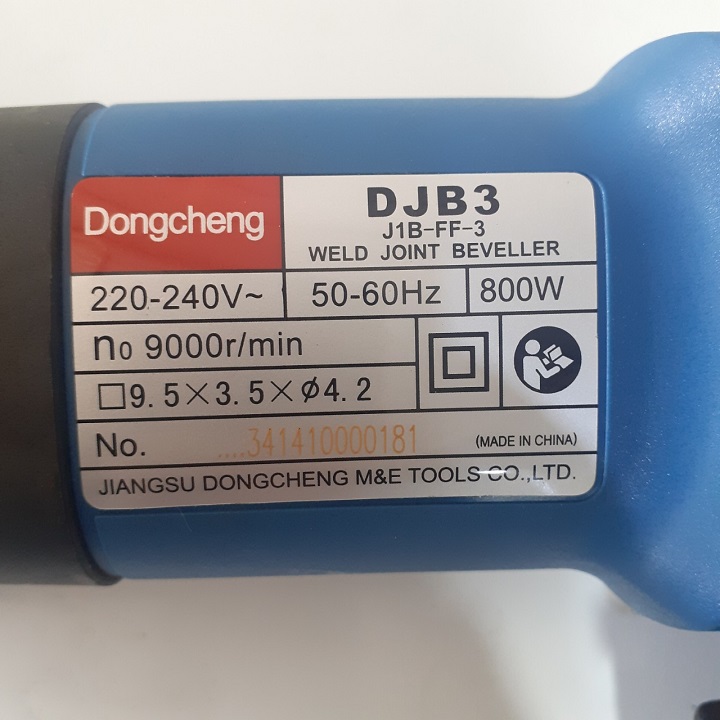 Dongcheng
DJB3
J1B-FF-3
WELD JOINT BEVELLER
220-240V~
50-60Hz
800W
n₀ 9000r/min
□9.5×3.5×ϕ4.2
No. ....341410000181 (MADE IN CHINA)
JIANGSU DONGCHENG M&E TOOLS CO.,LTD.